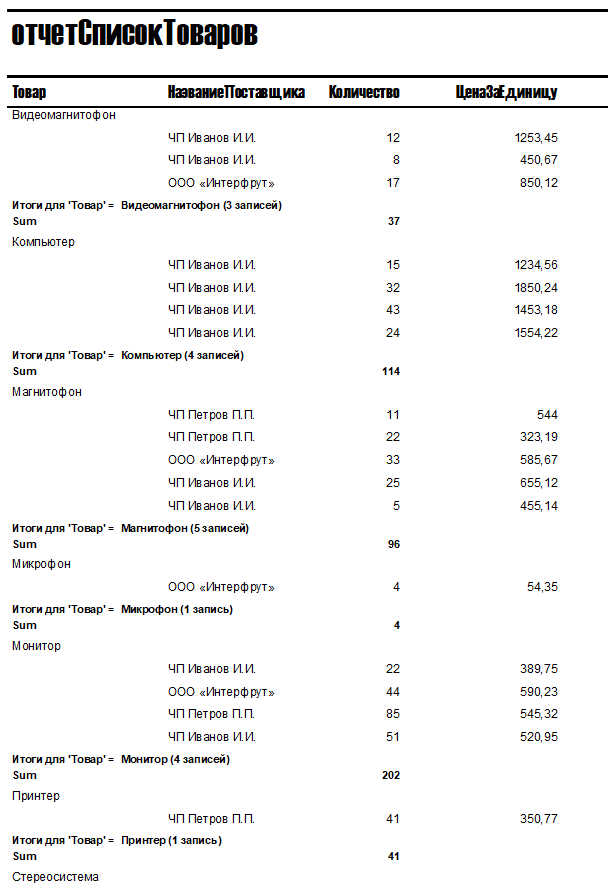 отчетСписокТоваров
Товар НазваниеПоставщика Количество ЦенаЗаЕдиницу
Видеомагнитофон
ЧП Иванов И.И. 12 1253,45
ЧП Иванов И.И. 8 450,67
ООО «Интерфрут» 17 850,12
Итоги для 'Товар' = Видеомагнитофон (3 записей)
Sum 37
Компьютер
ЧП Иванов И.И. 15 1234,56
ЧП Иванов И.И. 32 1850,24
ЧП Иванов И.И. 43 1453,18
ЧП Иванов И.И. 24 1554,22
Итоги для 'Товар' = Компьютер (4 записей)
Sum 114
Магнитофон
ЧП Петров П.П. 11 544
ЧП Петров П.П. 22 323,19
ООО «Интерфрут» 33 585,67
ЧП Иванов И.И. 25 655,12
ЧП Иванов И.И. 5 455,14
Итоги для 'Товар' = Магнитофон (5 записей)
Sum 96
Микрофон
ООО «Интерфрут» 4 54,35
Итоги для 'Товар' = Микрофон (1 запись)
Sum 4
Монитор
ЧП Иванов И.И. 22 389,75
ООО «Интерфрут» 44 590,23
ЧП Петров П.П. 85 545,32
ЧП Иванов И.И. 51 520,95
Итоги для 'Товар' = Монитор (4 записей)
Sum 202
Принтер
ЧП Петров П.П. 41 350,77
Итоги для 'Товар' = Принтер (1 запись)
Sum 41
Стереосистема